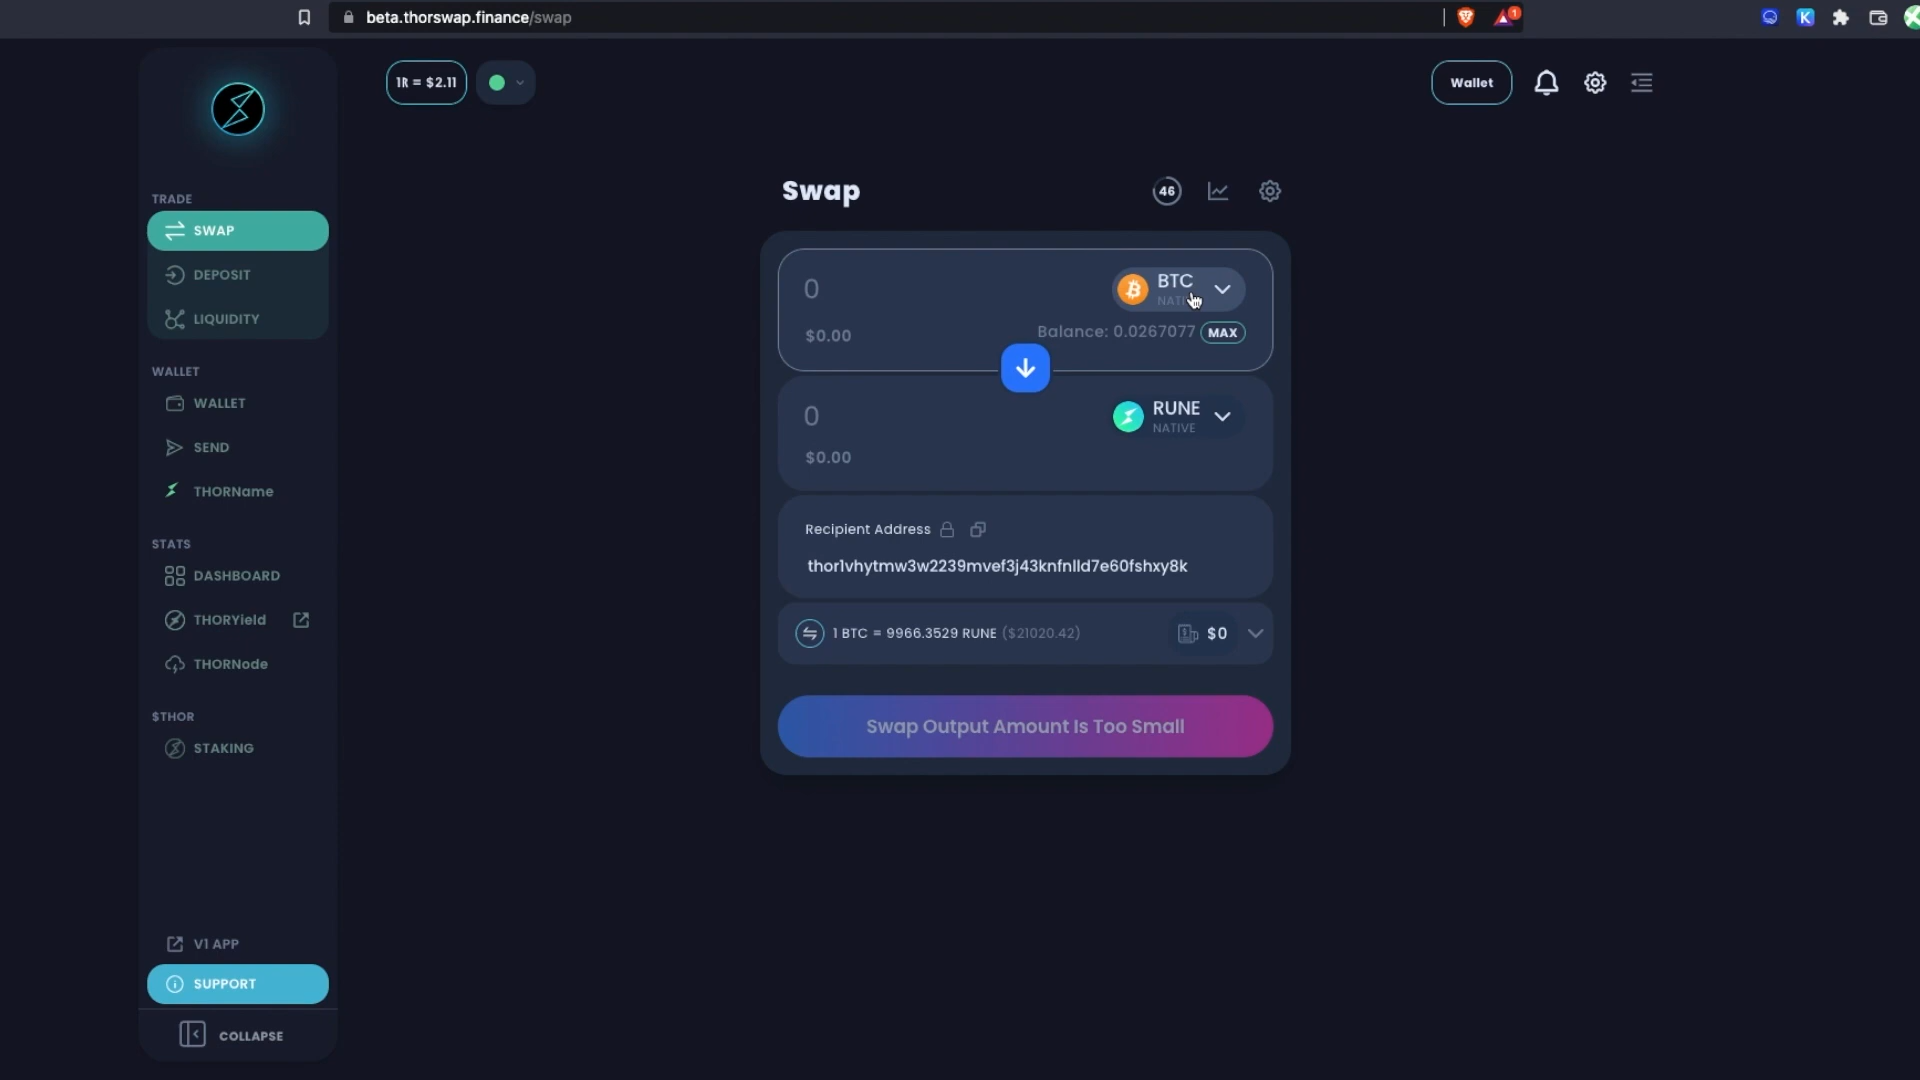 beta.thorswap.finance/swap
1
K
1R = $2.11
Wallet
TRADE
SWAP
DEPOSIT
LIQUIDITY
WALLET
WALLET
SEND
THORName
STATS
DASHBOARD
THORYield
THORNode
$THOR
STAKING
V1 APP
SUPPORT
COLLAPSE
Swap
46
0
BTC
$0.00
Balance: 0.0267077 MAX
0
RUNE
NATIVE
$0.00
Recipient Address
thor1vhytmw3w2239mvef3j43knfnlld7e60fshxy8k
1 BTC = 9966.3529 RUNE ($21020.42)
$0
Swap Output Amount Is Too Small